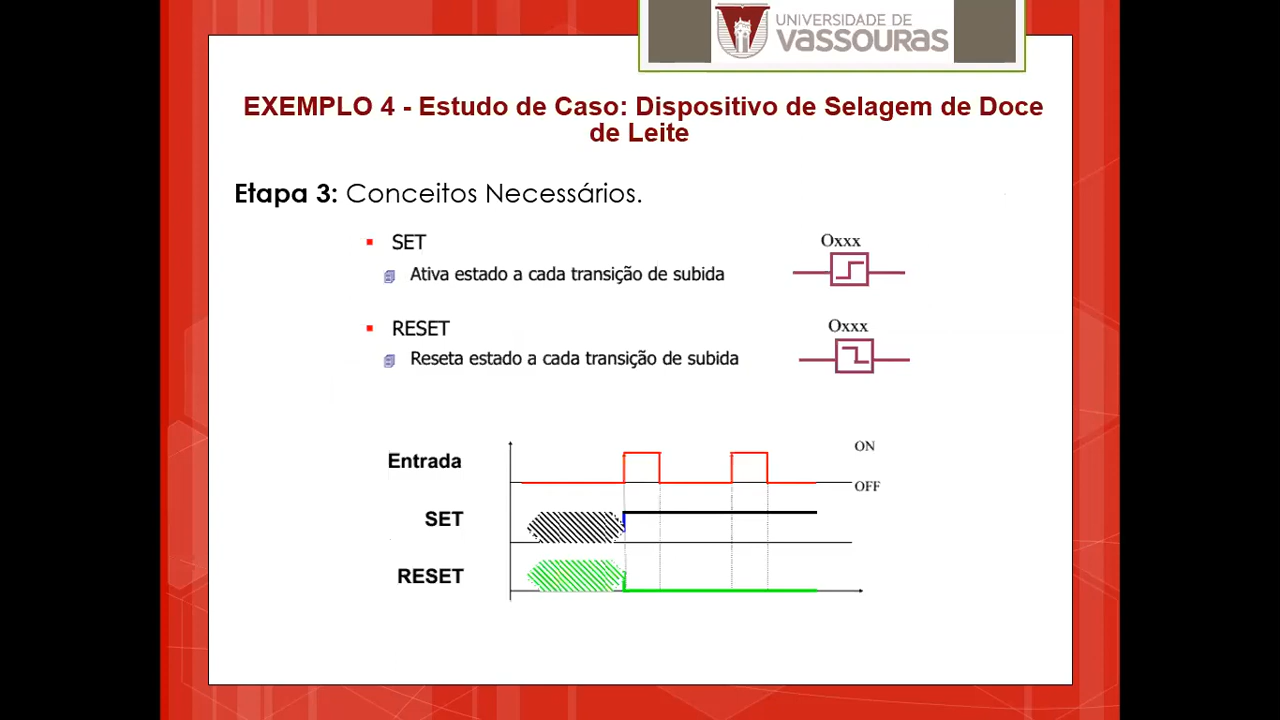 UNIVERSIDADE DE
VASSOURAS
EXEMPLO 4 - Estudo de Caso: Dispositivo de Selagem de Doce
de Leite
Etapa 3: Conceitos Necessários.
SET
Oxxx
Ativa estado a cada transição de subida
RESET
Oxxx
Reseta estado a cada transição de subida
Entrada
ON
OFF
SET
RESET